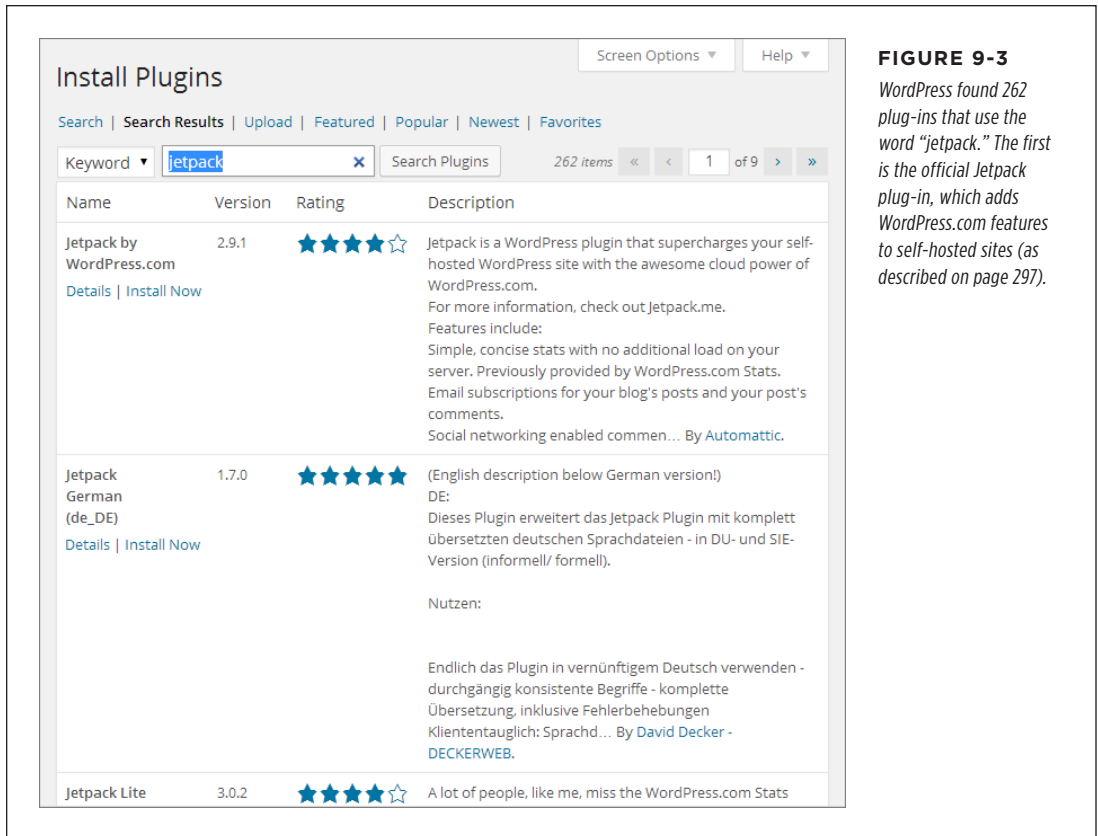 Screen Options ▼ Help ▼
Install Plugins
Search | Search Results | Upload | Featured | Popular | Newest | Favorites
Keyword ▼ jetpack × Search Plugins 262 items « ‹ 1 of 9 › »
Name Version Rating Description
Jetpack by
WordPress.com
Details | Install Now
2.9.1
Jetpack is a WordPress plugin that supercharges your self-
hosted WordPress site with the awesome cloud power of
WordPress.com.
For more information, check out Jetpack.me.
Features include:
Simple, concise stats with no additional load on your
server. Previously provided by WordPress.com Stats.
Email subscriptions for your blog's posts and your post's
comments.
Social networking enabled commen… By Automattic.
Jetpack
German
(de_DE)
Details | Install Now
1.7.0
(English description below German version!)
DE:
Dieses Plugin erweitert das Jetpack Plugin mit komplett
übersetzten deutschen Sprachdateien - in DU- und SIE-
Version (informell/ formell).
Nutzen:
Endlich das Plugin in vernünftigem Deutsch verwenden -
durchgängig konsistente Begriffe - komplette
Übersetzung, inklusive Fehlerbehebungen
Kliententauglich: Sprachd… By David Decker -
DECKERWEB.
Jetpack Lite 3.0.2 A lot of people, like me, miss the WordPress.com Stats
FIGURE 9-3
WordPress found 262
plug-ins that use the
word “jetpack.” The first
is the official Jetpack
plug-in, which adds
WordPress.com features
to self-hosted sites (as
described on page 297).